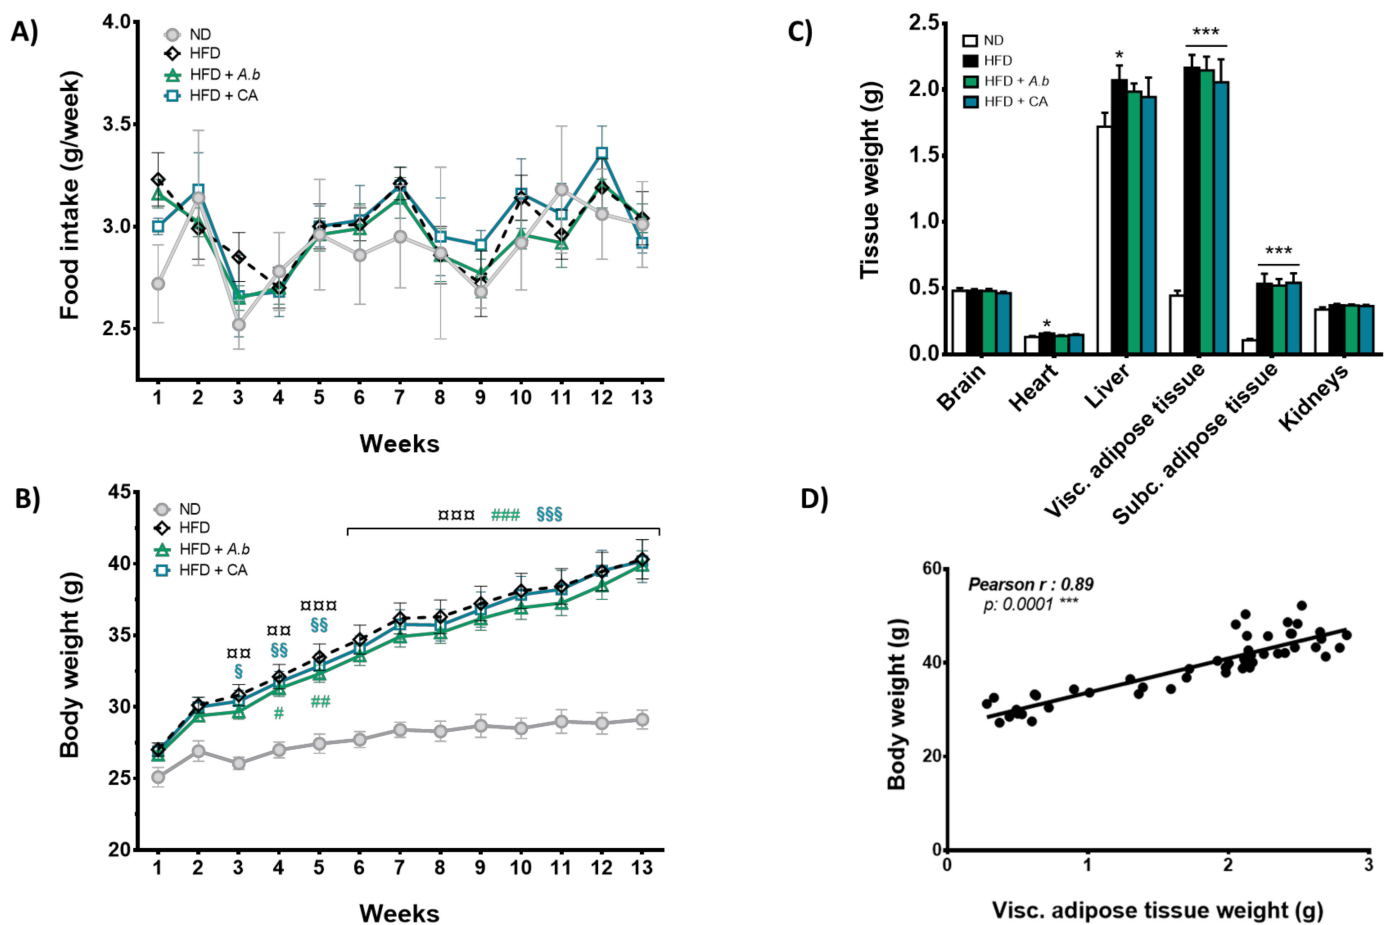 A)
ND
HFD
HFD + A.b
HFD + CA
4.0
3.5
3.0
2.5
Food intake (g/week)
1 2 3 4 5 6 7 8 9 10 11 12 13
Weeks
B)
ND
HFD
HFD + A.b
HFD + CA
45
40
35
30
25
20
Body weight (g)
¤¤¤ ### §§§
¤¤¤
§§
¤¤
§§
¤¤
§
#
##
1 2 3 4 5 6 7 8 9 10 11 12 13
Weeks
C)
ND
HFD
HFD + A.b
HFD + CA
2.5
2.0
1.5
1.0
0.5
0.0
Tissue weight (g)
*
*
***
***
Brain
Heart
Liver
Visc. adipose tissue
Subc. adipose tissue
Kidneys
D)
Pearson r : 0.89
p: 0.0001 ***
60
40
20
0
Body weight (g)
0 1 2 3
Visc. adipose tissue weight (g)